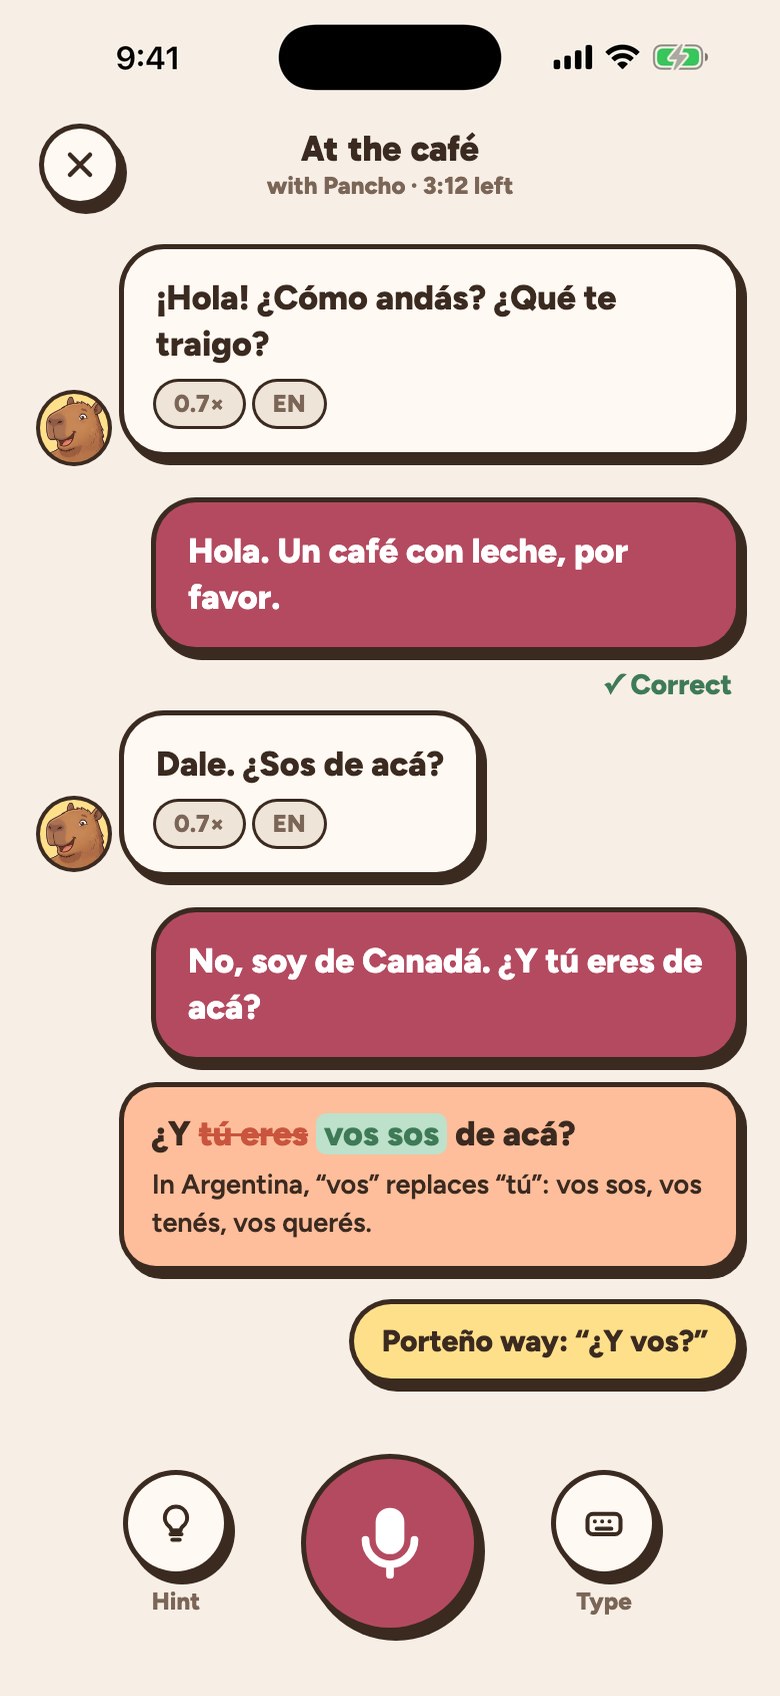 9:41
At the café
with Pancho · 3:12 left
¡Hola! ¿Cómo andás? ¿Qué te
traigo?
0.7× EN
Hola. Un café con leche, por
favor.
✓ Correct
Dale. ¿Sos de acá?
0.7× EN
No, soy de Canadá. ¿Y tú eres de
acá?
¿Y tú eres vos sos de acá?
In Argentina, “vos” replaces “tú”: vos sos, vos
tenés, vos querés.
Porteño way: “¿Y vos?”
Hint
Type